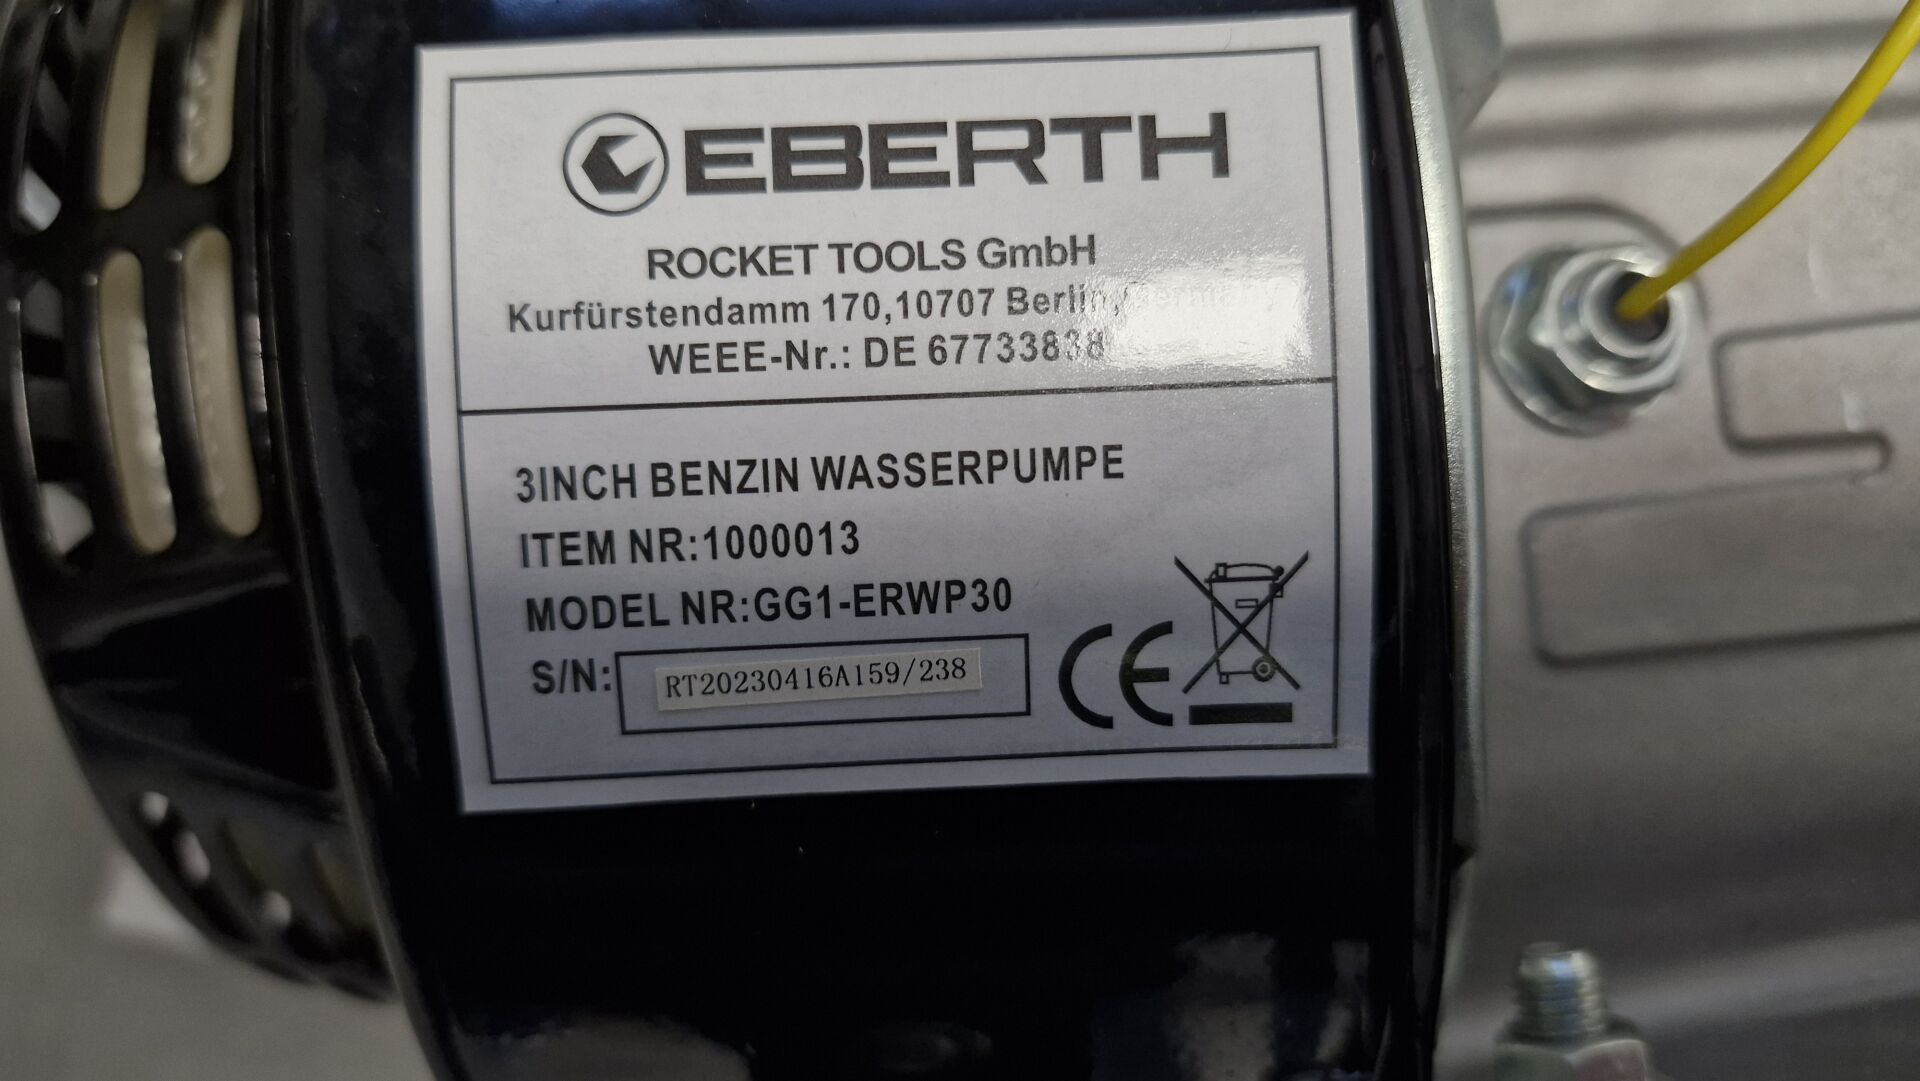 EBERTH
ROCKET TOOLS GmbH
Kurfürstendamm 170,10707 Berlin,Germany
WEEE-Nr.: DE 67733838
3INCH BENZIN WASSERPUMPE
ITEM NR:1000013
MODEL NR:GG1-ERWP30
S/N: RT20230416A159/238
CE